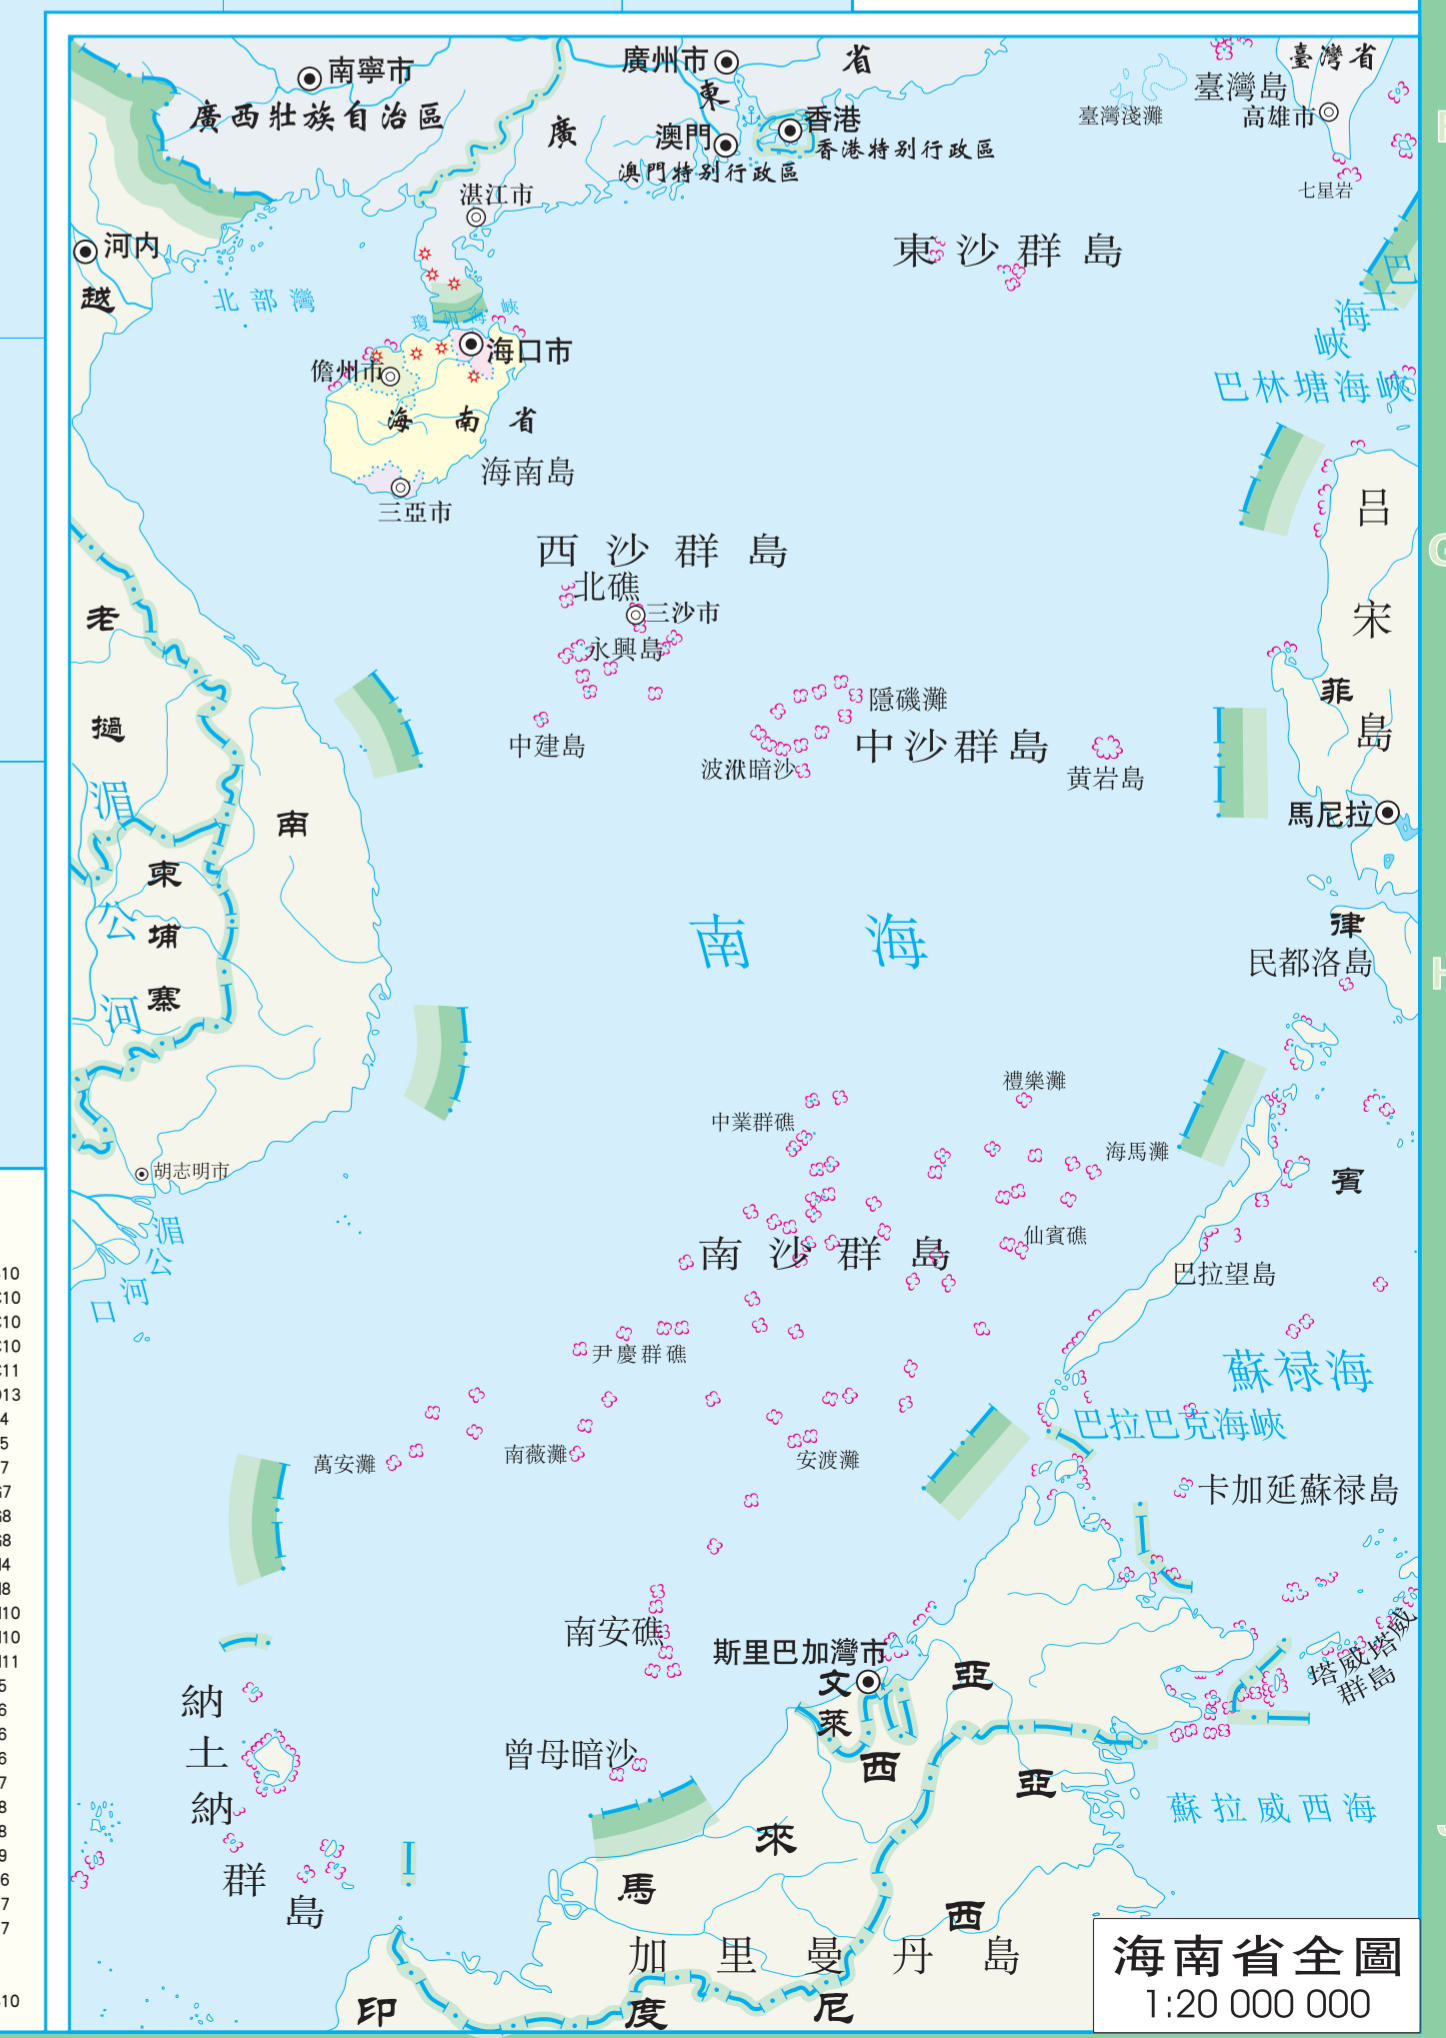 南寧市
廣西壯族自治區
廣州市
廣
東
省
澳門
澳門特别行政區
香港
香港特别行政區
湛江市
臺灣省
臺灣島
高雄市
臺灣淺灘
七星岩
河内
越
南
北部灣
瓊州海峽
海口市
儋州市
海南省
海南島
三亞市
東沙群島
巴士海峽
巴林塘海峽
西沙群島
北礁
三沙市
永興島
中建島
隱磯灘
中沙群島
波洑暗沙
黄岩島
吕宋島
菲
律
賓
馬尼拉
民都洛島
老
撾
湄公河
柬埔寨
胡志明市
湄公河口
南海
禮樂灘
中業群礁
海馬灘
南沙群島
仙賓礁
巴拉望島
尹慶群礁
蘇禄海
巴拉巴克海峽
萬安灘
南薇灘
安渡灘
卡加延蘇禄島
南安礁
斯里巴加灣市
文萊
塔威塔威
群島
納土納群島
曾母暗沙
馬來西亞
蘇拉威西海
加里曼丹島
印度尼西亞
海南省全圖
1:20 000 000
G
H
J